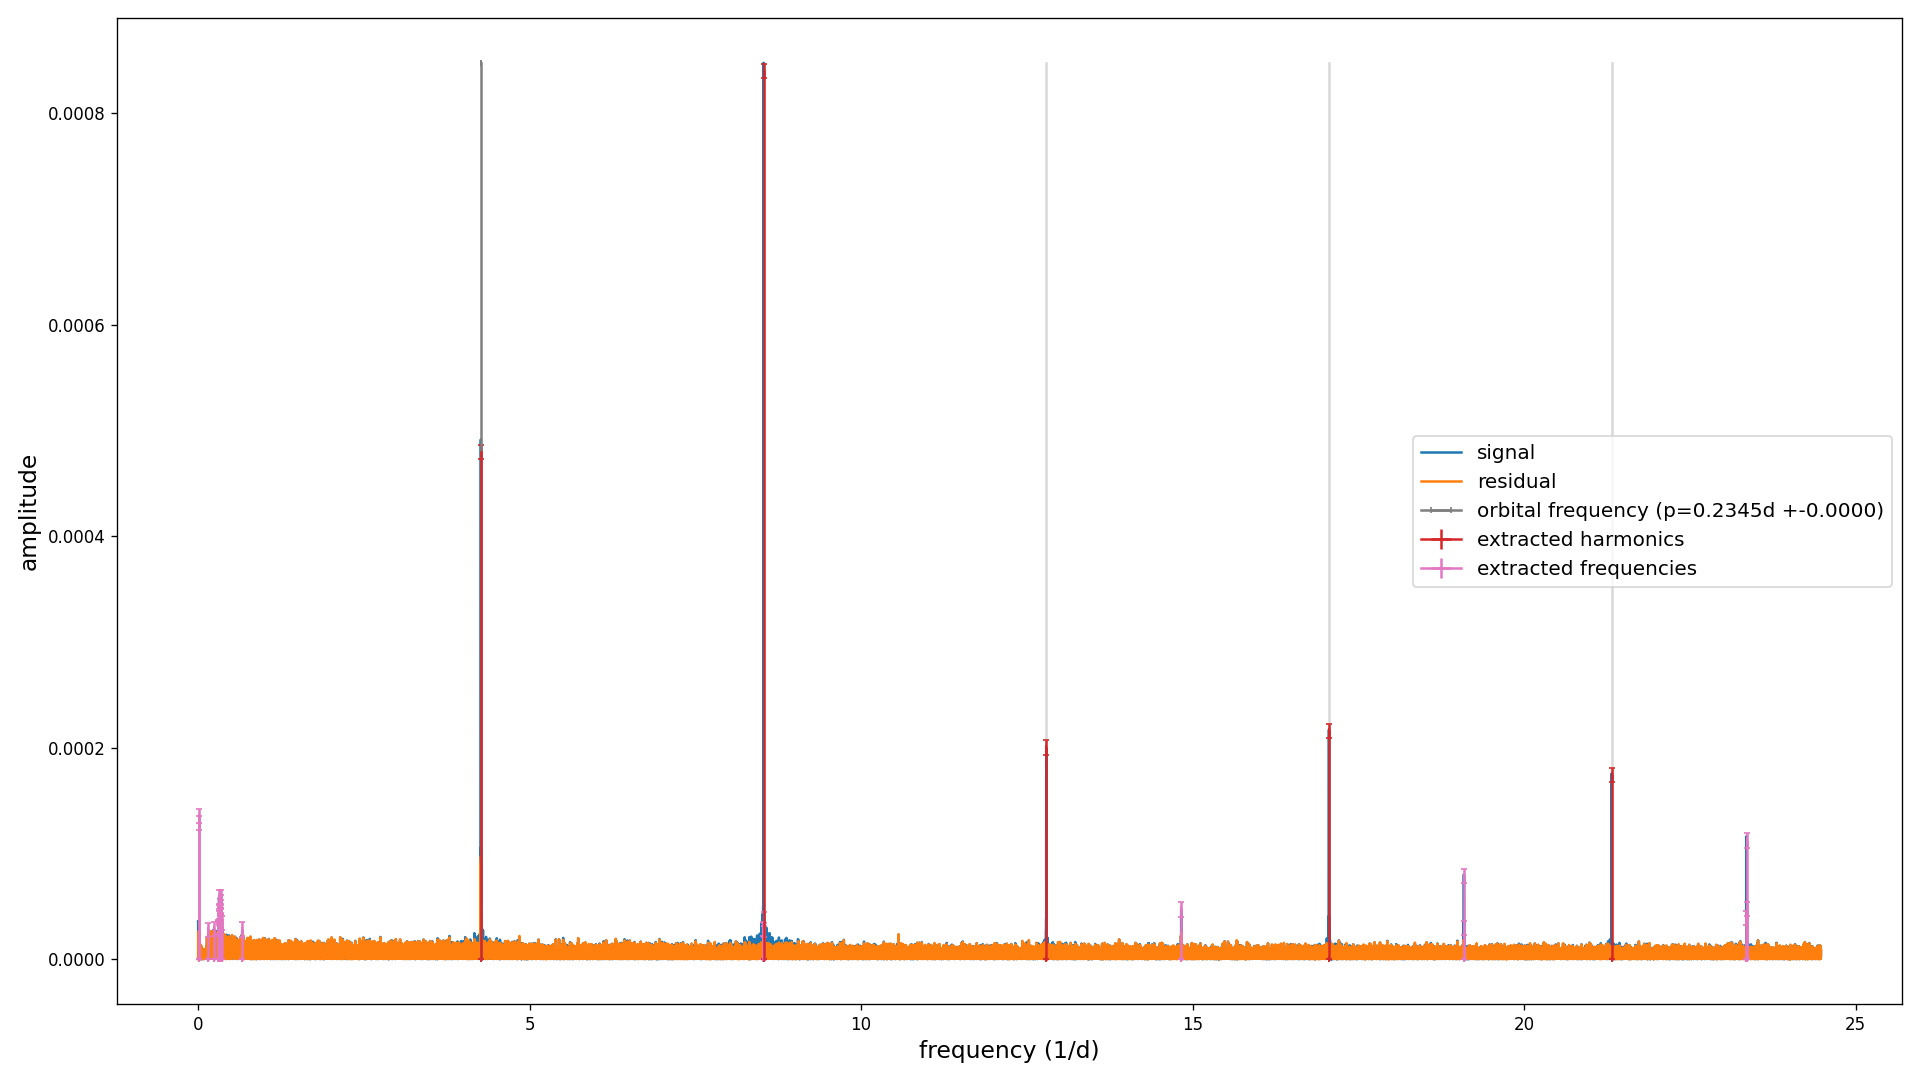 0.0008
0.0006
0.0004
0.0002
0.0000
amplitude
signal
residual
orbital frequency (p=0.2345d +-0.0000)
extracted harmonics
extracted frequencies
0 5 10 15 20 25
frequency (1/d)